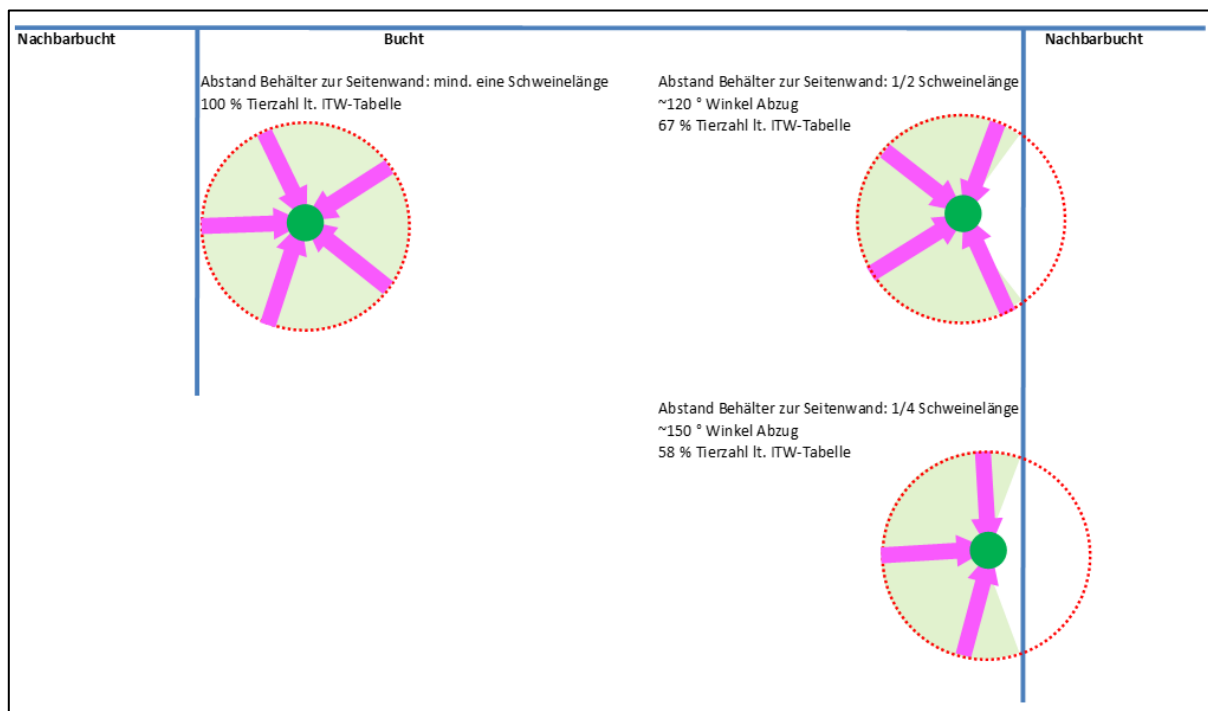 Nachbarbucht
Bucht
Nachbarbucht
Abstand Behälter zur Seitenwand: mind. eine Schweinelänge
100 % Tierzahl lt. ITW-Tabelle
Abstand Behälter zur Seitenwand: 1/2 Schweinelänge
~120 ° Winkel Abzug
67 % Tierzahl lt. ITW-Tabelle
Abstand Behälter zur Seitenwand: 1/4 Schweinelänge
~150 ° Winkel Abzug
58 % Tierzahl lt. ITW-Tabelle